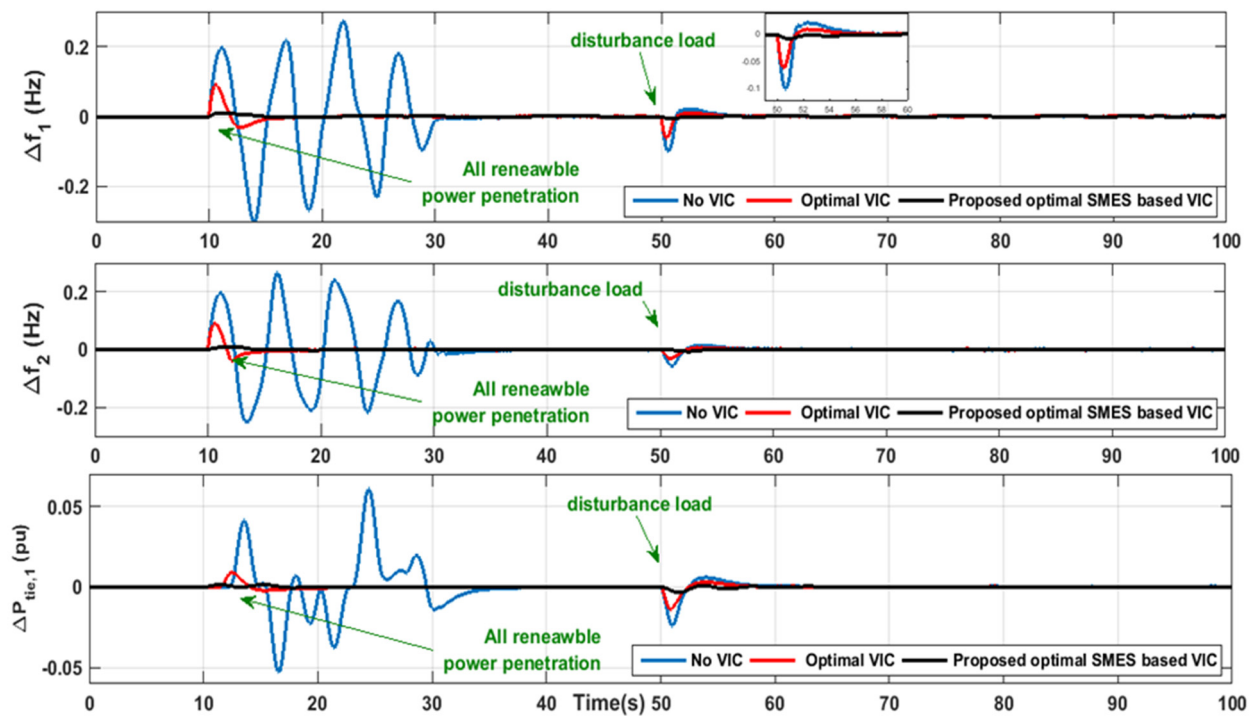 0.2
0
-0.2
Δf1 (Hz)
disturbance load
0
-0.05
-0.1
50 52 54 56 58 60
All reneawble
power penetration
No VIC Optimal VIC Proposed optimal SMES based VIC
0 10 20 30 40 50 60 70 80 90 100
0.2
0
-0.2
Δf2 (Hz)
disturbance load
All reneawble
power penetration
No VIC Optimal VIC Proposed optimal SMES based VIC
0 10 20 30 40 50 60 70 80 90 100
0.05
0
-0.05
ΔPtie,1 (pu)
disturbance load
All reneawble
power penetration
No VIC Optimal VIC Proposed optimal SMES based VIC
0 10 20 30 40 Time(s) 50 60 70 80 90 100